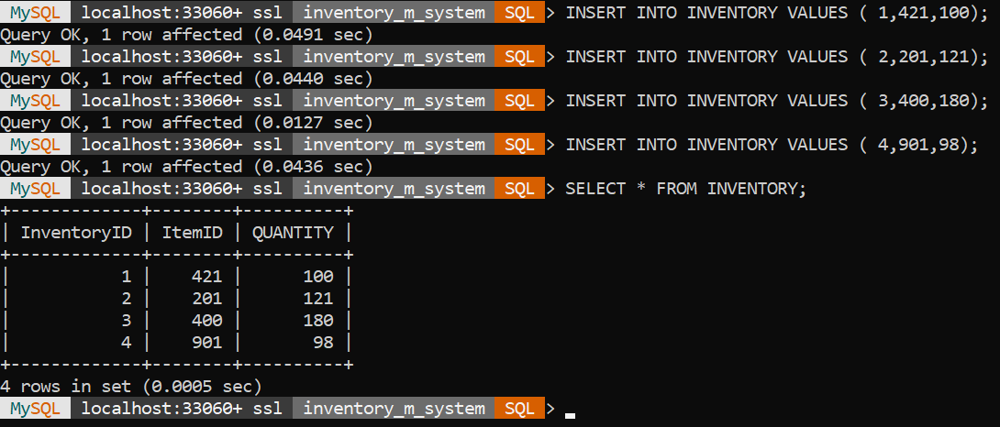 MySQL localhost:33060+ ssl inventory_m_system SQL > INSERT INTO INVENTORY VALUES ( 1,421,100);
Query OK, 1 row affected (0.0491 sec)
MySQL localhost:33060+ ssl inventory_m_system SQL > INSERT INTO INVENTORY VALUES ( 2,201,121);
Query OK, 1 row affected (0.0440 sec)
MySQL localhost:33060+ ssl inventory_m_system SQL > INSERT INTO INVENTORY VALUES ( 3,400,180);
Query OK, 1 row affected (0.0127 sec)
MySQL localhost:33060+ ssl inventory_m_system SQL > INSERT INTO INVENTORY VALUES ( 4,901,98);
Query OK, 1 row affected (0.0436 sec)
MySQL localhost:33060+ ssl inventory_m_system SQL > SELECT * FROM INVENTORY;
+-------------+--------+----------+
| InventoryID | ItemID | QUANTITY |
+-------------+--------+----------+
|           1 |    421 |      100 |
|           2 |    201 |      121 |
|           3 |    400 |      180 |
|           4 |    901 |       98 |
+-------------+--------+----------+
4 rows in set (0.0005 sec)
MySQL localhost:33060+ ssl inventory_m_system SQL >